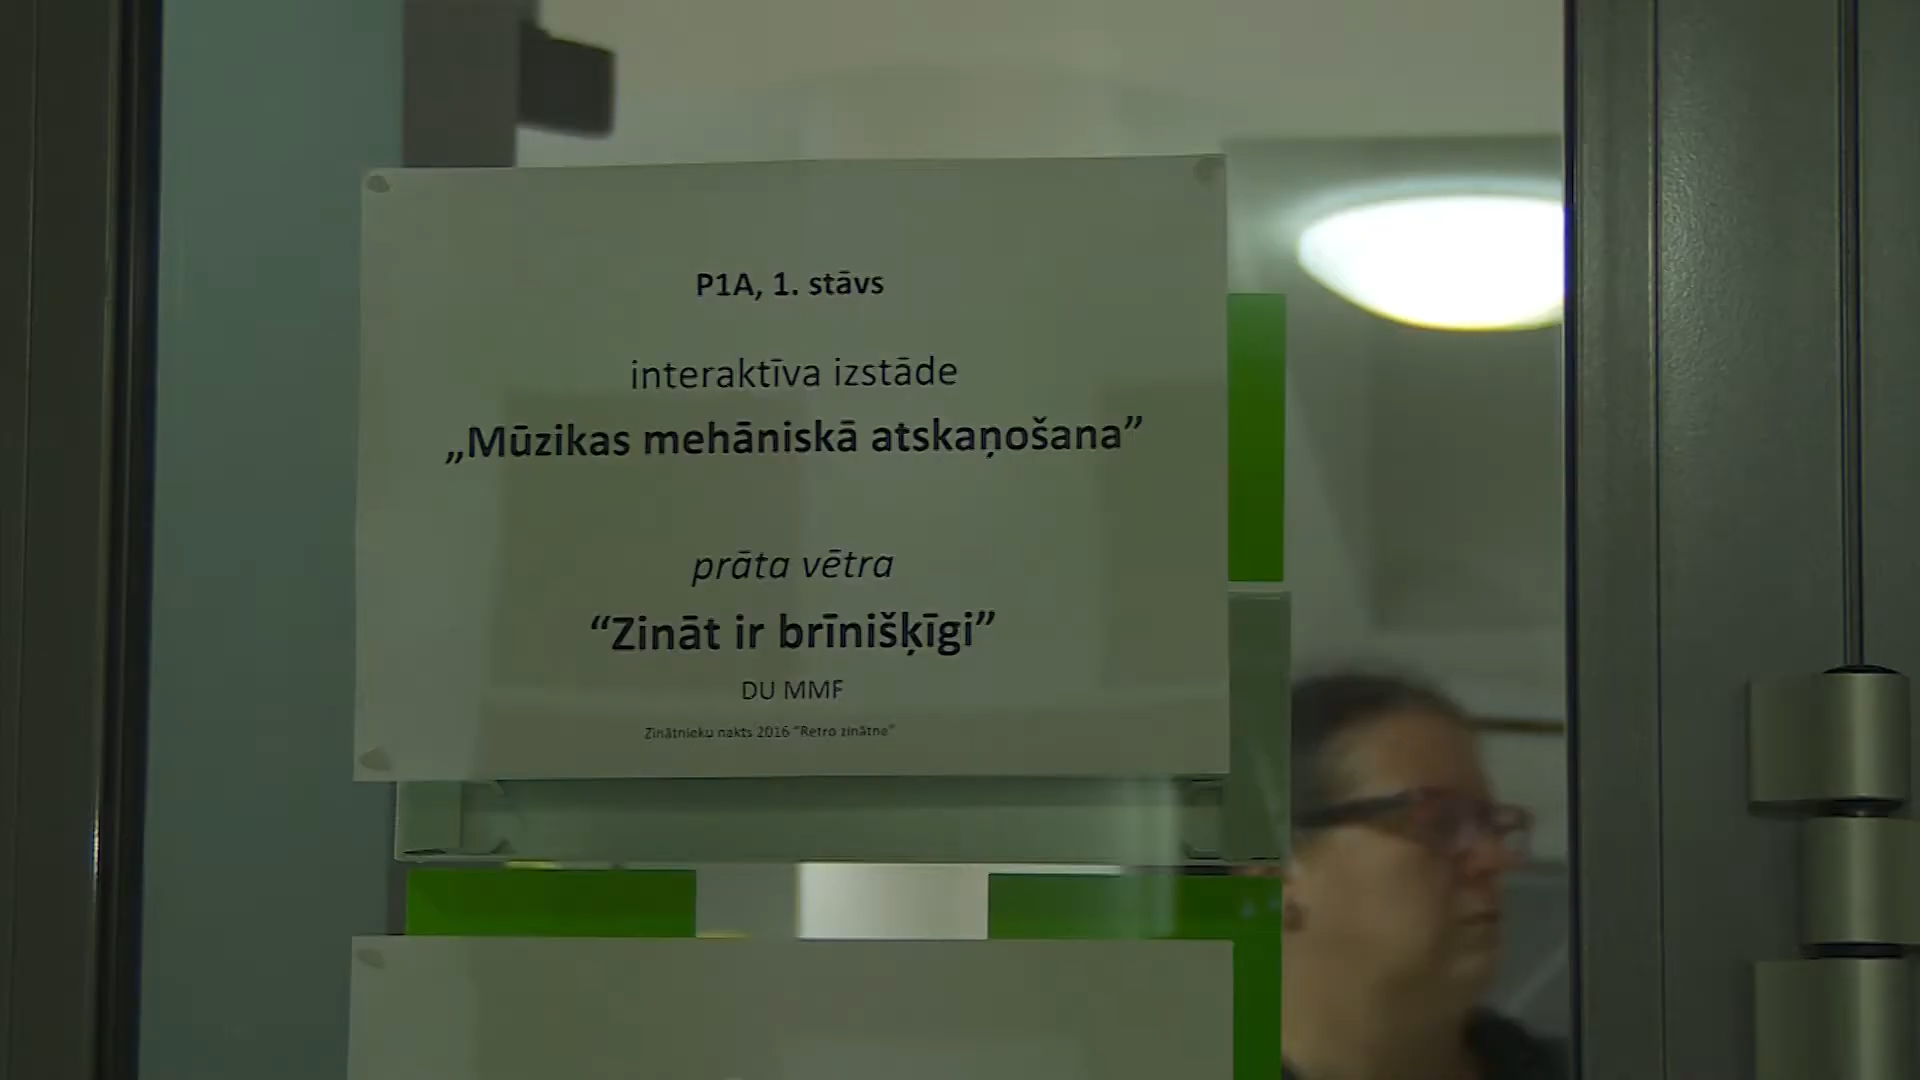 P1A, 1. stāvs
interaktīva izstāde
„Mūzikas mehāniskā atskaņošana”
prāta vētra
“Zināt ir brīnišķīgi”
DU MMF
Zinātnieku nakts 2016 “Retro zinātne”